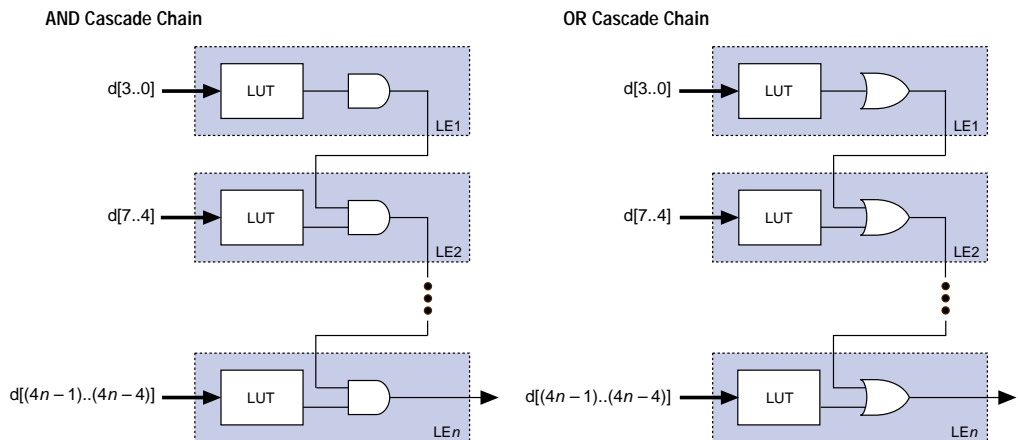 AND Cascade Chain
d[3..0]
LUT
LE1
d[7..4]
LUT
LE2
d[(4n – 1)..(4n – 4)]
LUT
LEn
OR Cascade Chain
d[3..0]
LUT
LE1
d[7..4]
LUT
LE2
d[(4n – 1)..(4n – 4)]
LUT
LEn